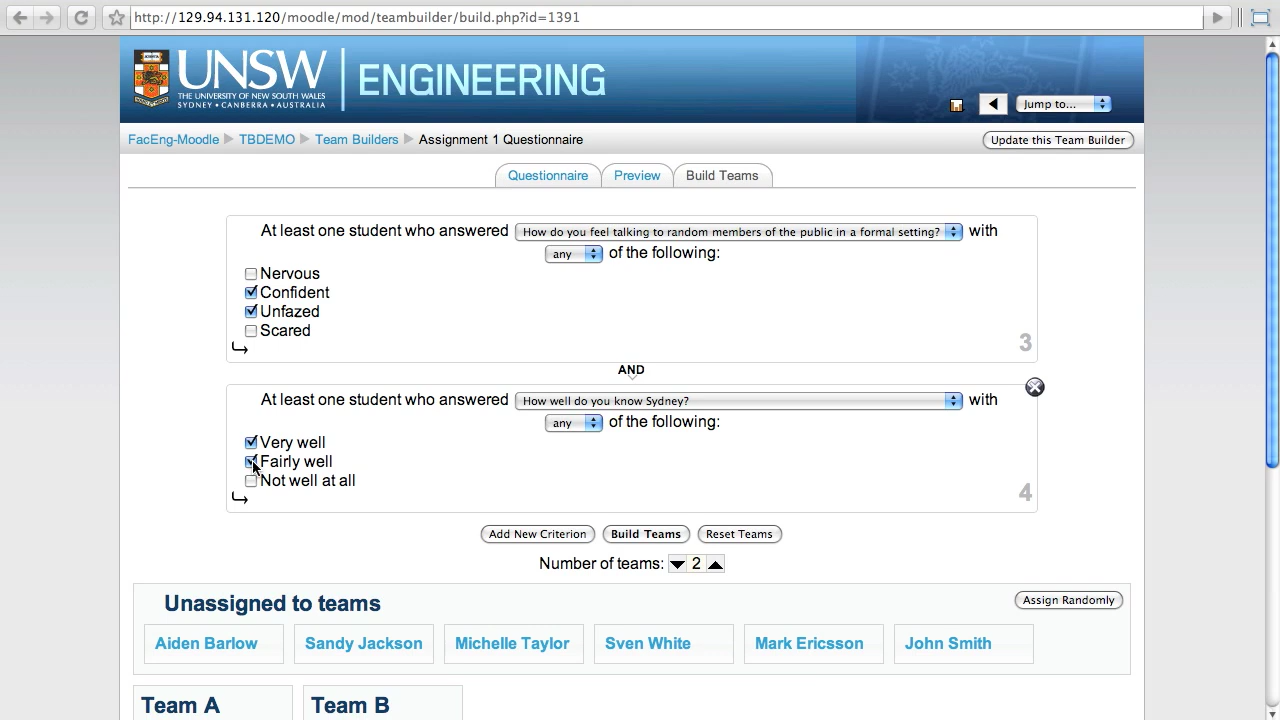 http://129.94.131.120/moodle/mod/teambuilder/build.php?id=1391
UNSW
THE UNIVERSITY OF NEW SOUTH WALES
SYDNEY • CANBERRA • AUSTRALIA
ENGINEERING
Jump to...
FacEng-Moodle ► TBDEMO ► Team Builders ► Assignment 1 Questionnaire
Update this Team Builder
Questionnaire Preview Build Teams
At least one student who answered How do you feel talking to random members of the public in a formal setting? with
any of the following:
Nervous
Confident
Unfazed
Scared
3
AND
At least one student who answered How well do you know Sydney? with
any of the following:
Very well
Fairly well
Not well at all
4
Add New Criterion Build Teams Reset Teams
Number of teams: 2
Unassigned to teams
Assign Randomly
Aiden Barlow Sandy Jackson Michelle Taylor Sven White Mark Ericsson John Smith
Team A Team B